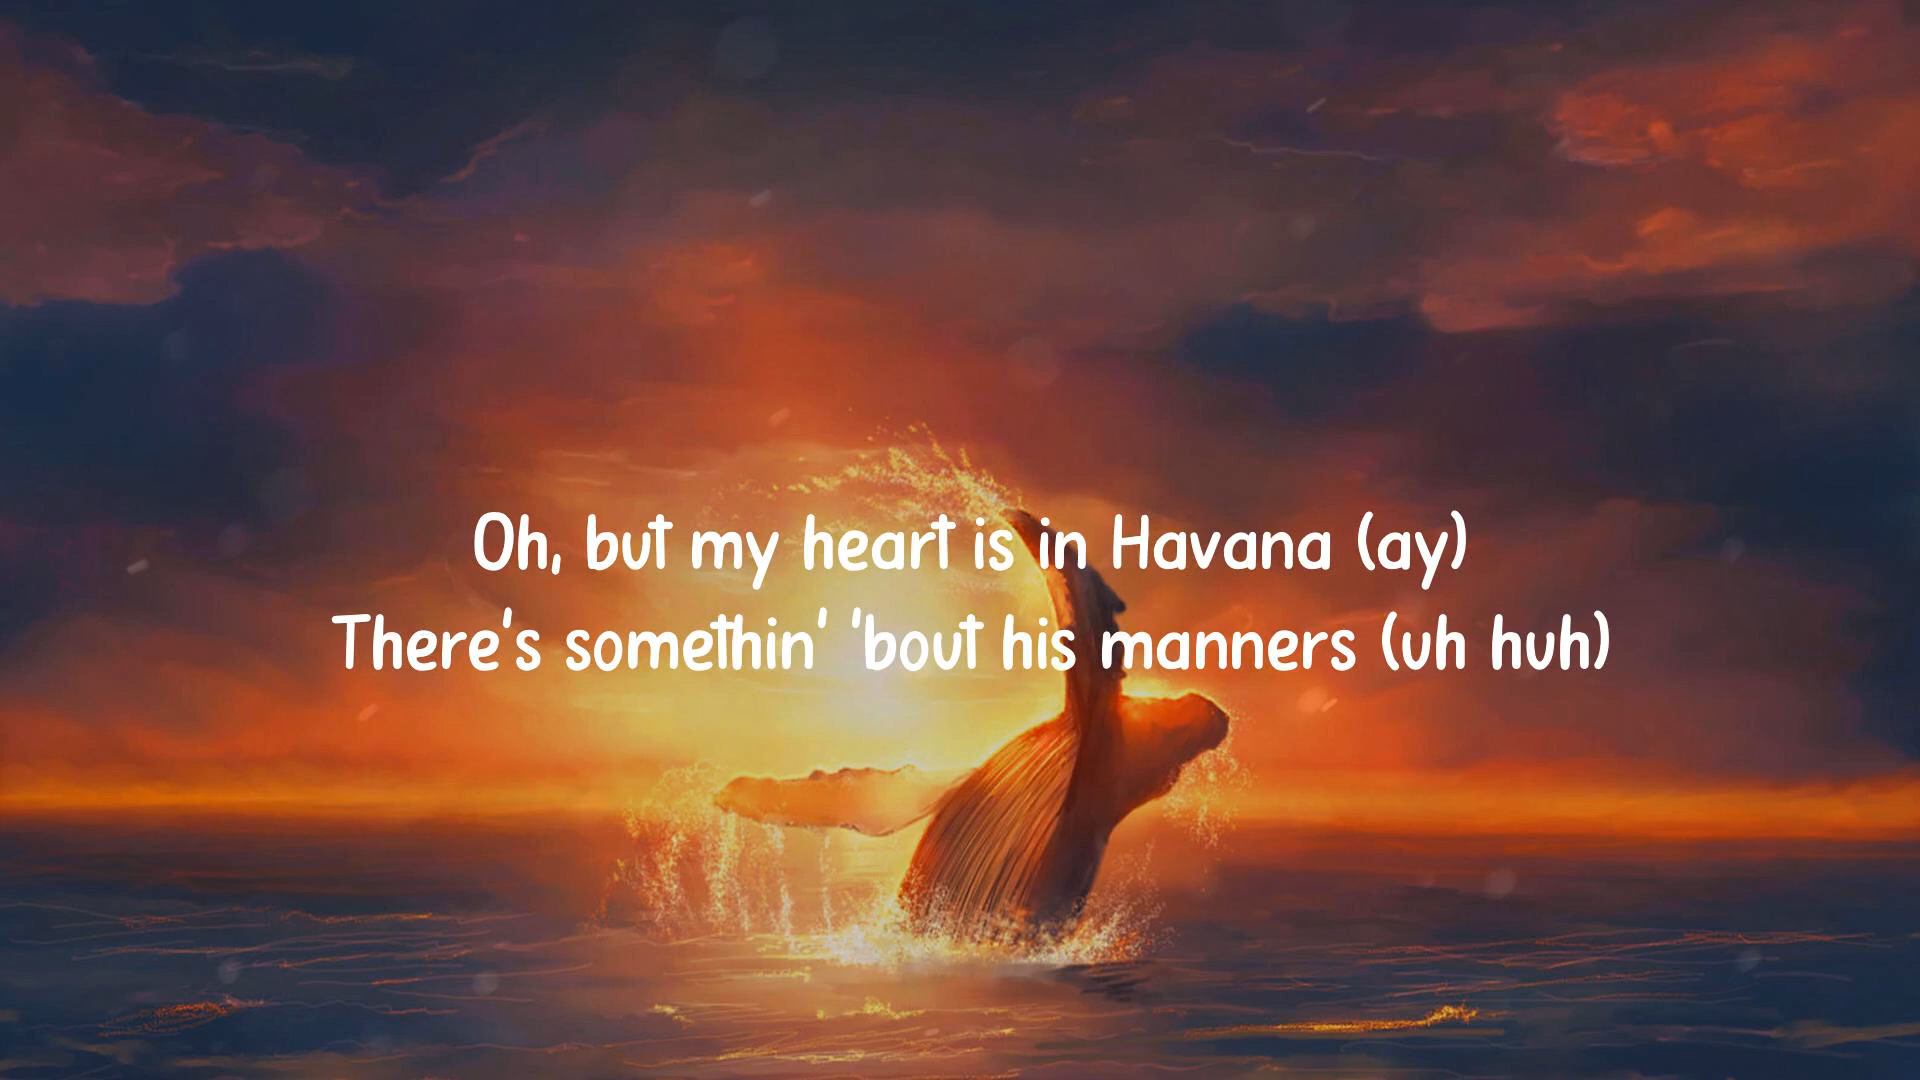 Oh, but my heart is in Havana (ay)
There's somethin' 'bout his manners (uh huh)